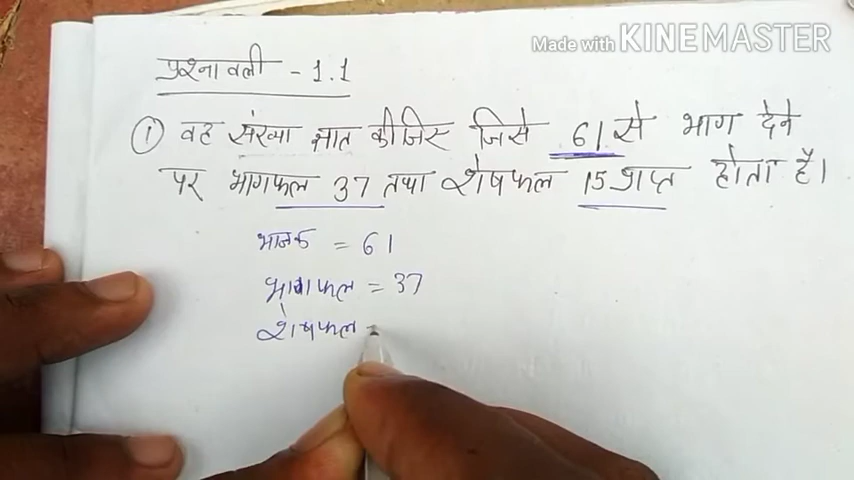 Made with KINEMASTER
प्रश्नावली - 1.1
① वह संख्या ज्ञात कीजिए जिसे 61 से भाग देने
पर भागफल 37 तथा शेषफल 15 प्राप्त होता है।
भाजक = 61
भागफल = 37
शेषफल =